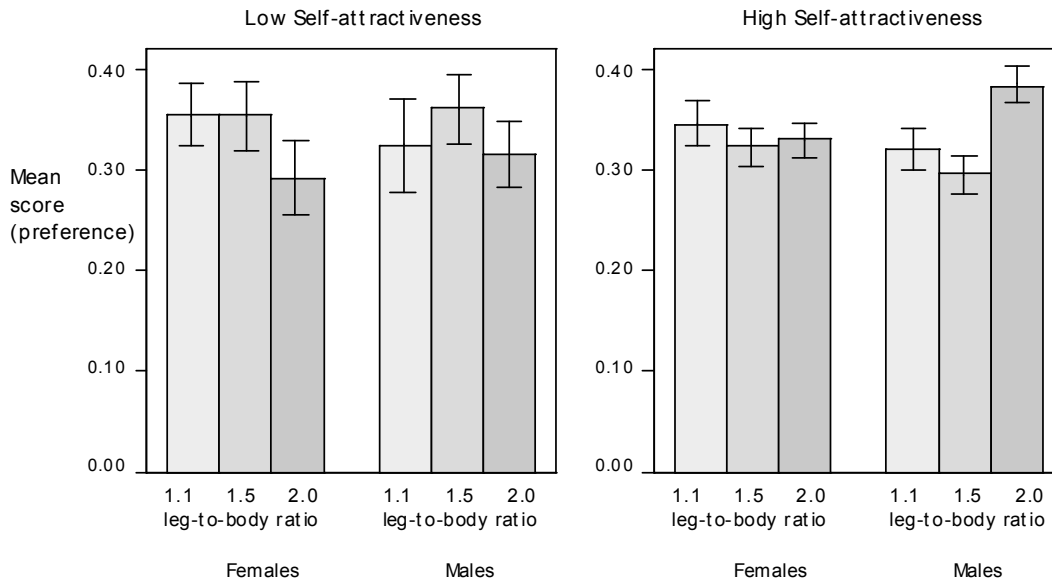 Low Self-attractiveness
High Self-attractiveness
Mean
score
(preference)
0.40
0.30
0.20
0.10
0.00
0.40
0.30
0.20
0.10
0.00
1.1 1.5 2.0
leg-to-body ratio
Females
1.1 1.5 2.0
leg-to-body ratio
Males
1.1 1.5 2.0
leg-to-body ratio
Females
1.1 1.5 2.0
leg-to-body ratio
Males